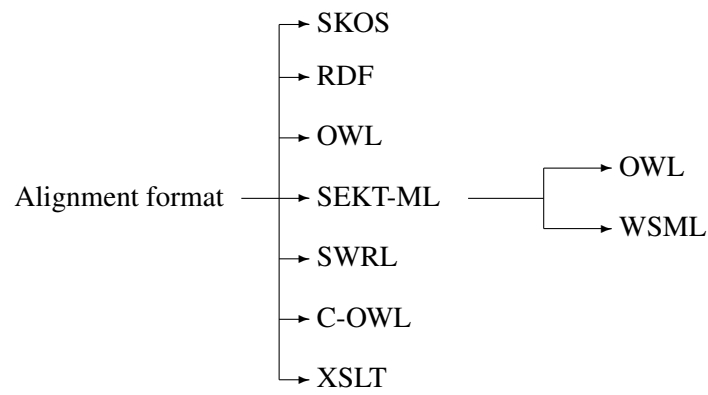 SKOS
RDF
OWL
Alignment format
SEKT-ML
SWRL
C-OWL
XSLT
OWL
WSML